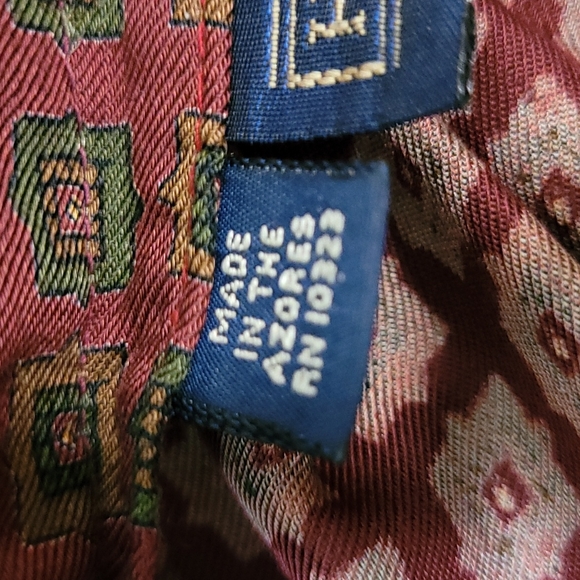 H
MADE
IN THE
AZORES
RN 10323